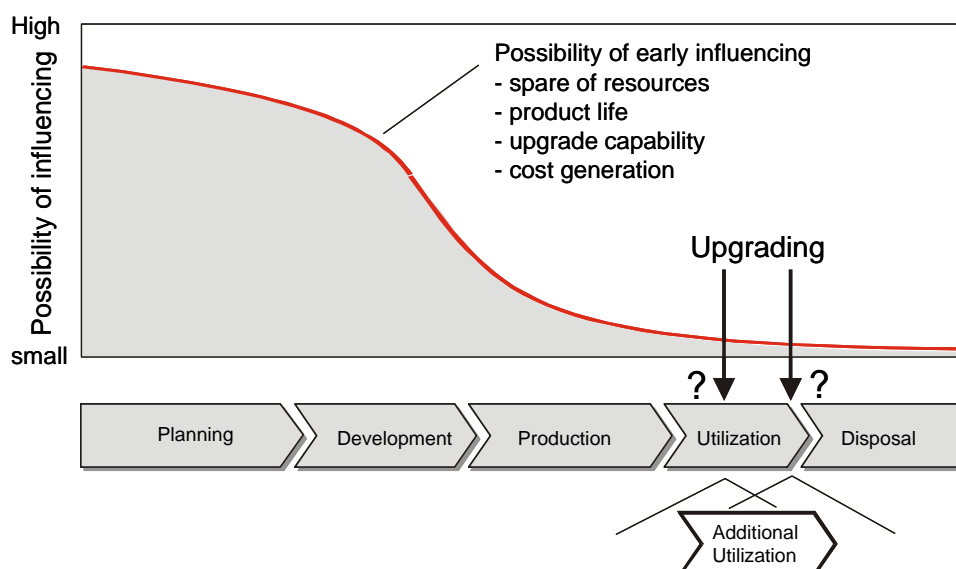 High
Possibility of influencing
small
Possibility of early influencing
- spare of resources
- product life
- upgrade capability
- cost generation
Upgrading
?
?
Planning
Development
Production
Utilization
Disposal
Additional
Utilization